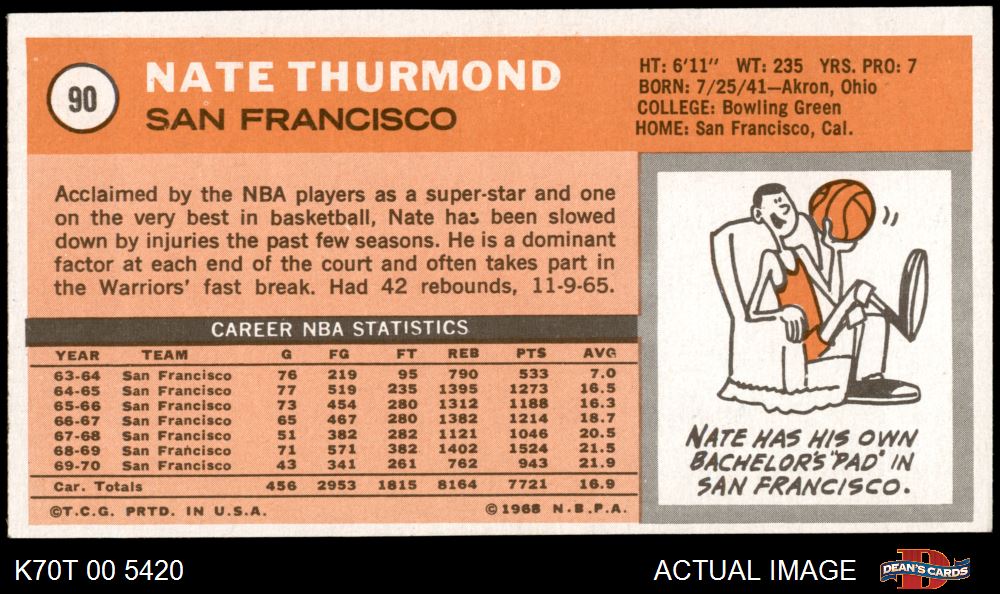 90
NATE THURMOND
SAN FRANCISCO
HT: 6'11" WT: 235 YRS. PRO: 7
BORN: 7/25/41—Akron, Ohio
COLLEGE: Bowling Green
HOME: San Francisco, Cal.
Acclaimed by the NBA players as a super-star and one
on the very best in basketball, Nate has been slowed
down by injuries the past few seasons. He is a dominant
factor at each end of the court and often takes part in
the Warriors' fast break. Had 42 rebounds, 11-9-65.
CAREER NBA STATISTICS
YEAR TEAM G FG FT REB PTS AVG
63-64 San Francisco 76 219 95 790 533 7.0
64-65 San Francisco 77 519 235 1395 1273 16.5
65-66 San Francisco 73 454 280 1312 1188 16.3
66-67 San Francisco 65 467 280 1382 1214 18.7
67-68 San Francisco 51 382 282 1121 1046 20.5
68-69 San Francisco 71 571 382 1402 1524 21.5
69-70 San Francisco 43 341 261 762 943 21.9
Car. Totals 456 2953 1815 8164 7721 16.9
©T.C.G. PRTD. IN U.S.A. ©1968 N.B.P.A.
NATE HAS HIS OWN
BACHELOR'S "PAD" IN
SAN FRANCISCO.
K70T 00 5420
ACTUAL IMAGE
D
DEAN'S CARDS